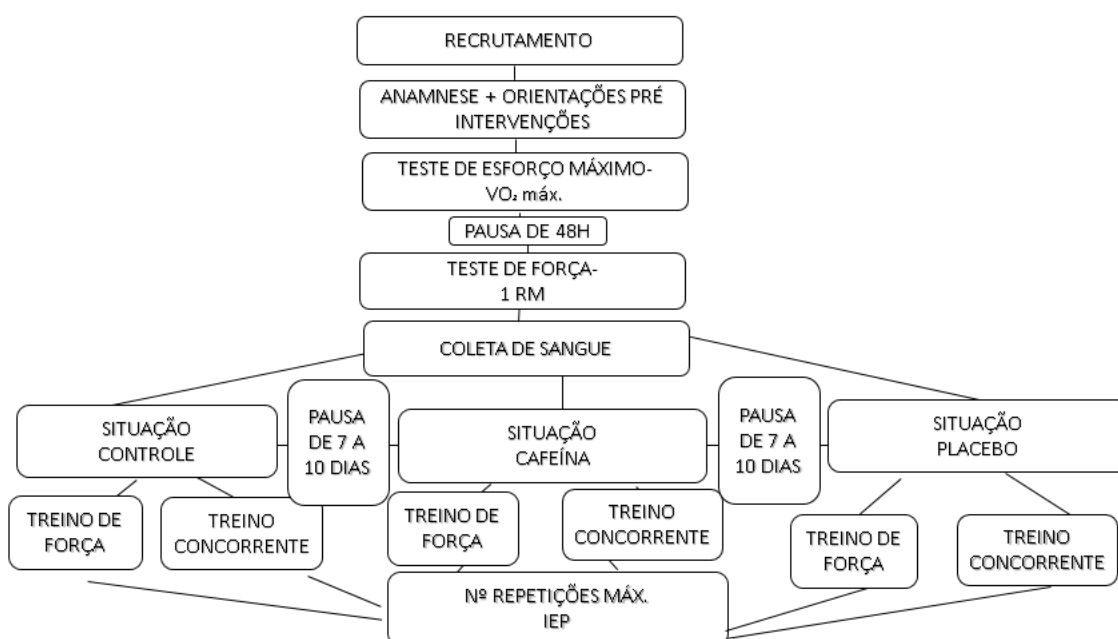 RECRUTAMENTO
ANAMNESE + ORIENTAÇÕES PRÉ
INTERVENÇÕES
TESTE DE ESFORÇO MÁXIMO-
VO₂ máx.
PAUSA DE 48H
TESTE DE FORÇA-
1 RM
COLETA DE SANGUE
SITUAÇÃO
CONTROLE
PAUSA
DE 7 A
10 DIAS
SITUAÇÃO
CAFEÍNA
PAUSA
DE 7 A
10 DIAS
SITUAÇÃO
PLACEBO
TREINO DE
FORÇA
TREINO
CONCORRENTE
TREINO DE
FORÇA
TREINO
CONCORRENTE
TREINO DE
FORÇA
TREINO
CONCORRENTE
Nº REPETIÇÕES MÁX.
IEP